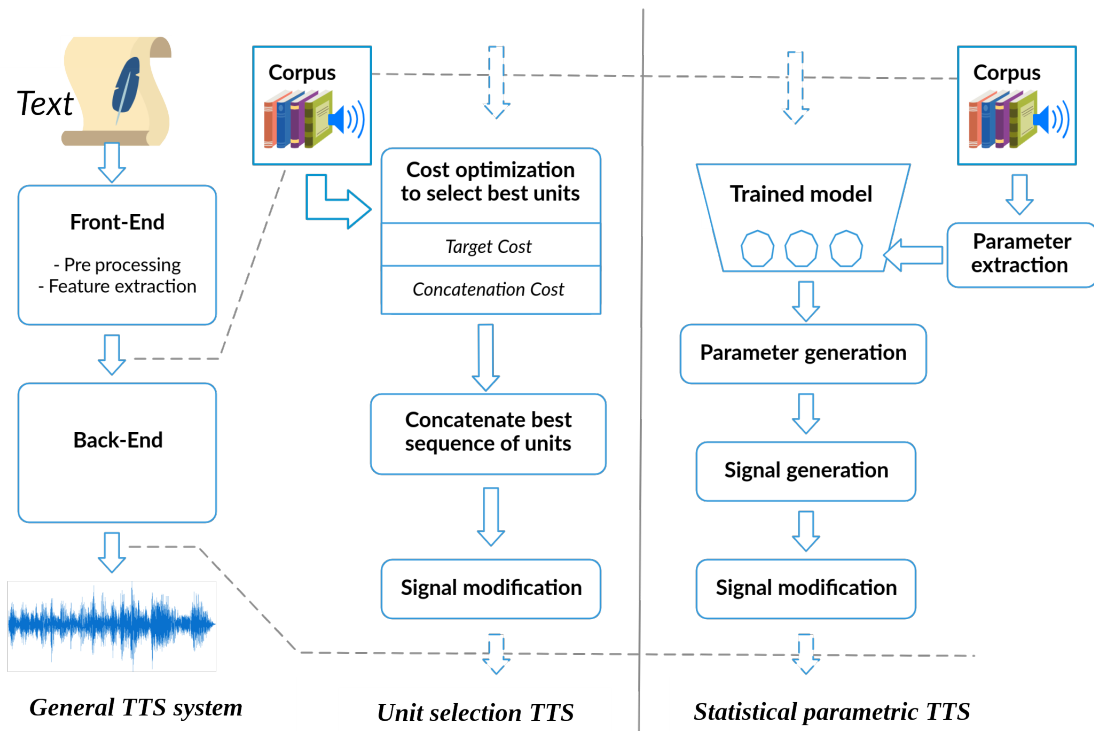 Text
Front-End
- Pre processing
- Feature extraction
Back-End
General TTS system
Corpus
Cost optimization
to select best units
Target Cost
Concatenation Cost
Concatenate best
sequence of units
Signal modification
Unit selection TTS
Corpus
Trained model
Parameter
extraction
Parameter generation
Signal generation
Signal modification
Statistical parametric TTS